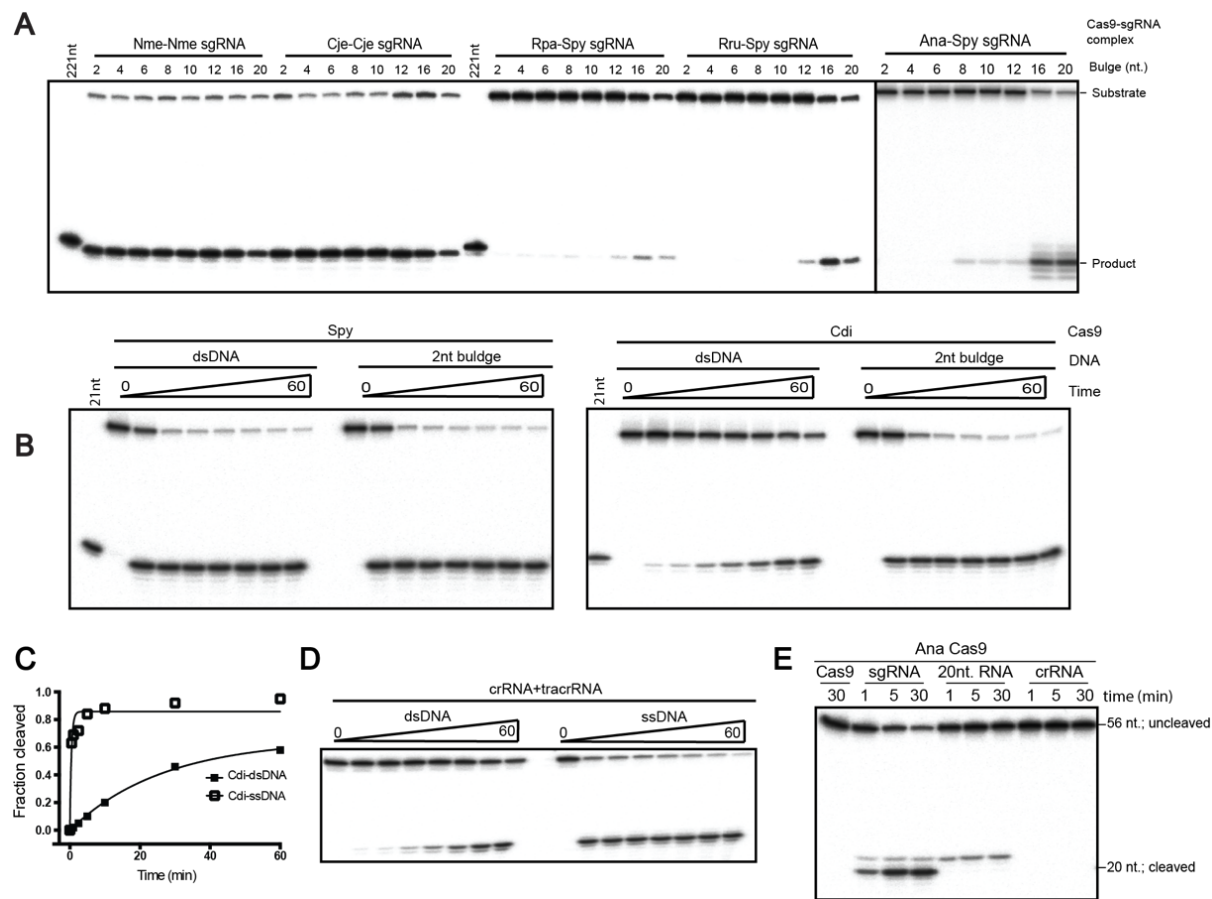 A
Cas9-sgRNA complex
Nme-Nme sgRNA Cje-Cje sgRNA Rpa-Spy sgRNA Rru-Spy sgRNA Ana-Spy sgRNA
221nt 2 4 6 8 10 12 16 20 2 4 6 8 10 12 16 20 221nt 2 4 6 8 10 12 16 20 2 4 6 8 10 12 16 20 2 4 6 8 10 12 16 20 Bulge (nt.)
Substrate
Product
B
Spy Cdi Cas9
dsDNA 2nt buldge dsDNA 2nt buldge DNA
21nt 0 60 0 60 21nt 0 60 0 60 Time
C
Fraction cleaved
1.0
0.8
0.6
0.4
0.2
0.0
Cdi-dsDNA
Cdi-ssDNA
0 20 40 60
Time (min)
D
crRNA+tracrRNA
dsDNA ssDNA
0 60 0 60
E
Ana Cas9
Cas9 sgRNA 20nt. RNA crRNA
30 1 5 30 1 5 30 1 5 30 time (min)
56 nt.; uncleaved
20 nt.; cleaved